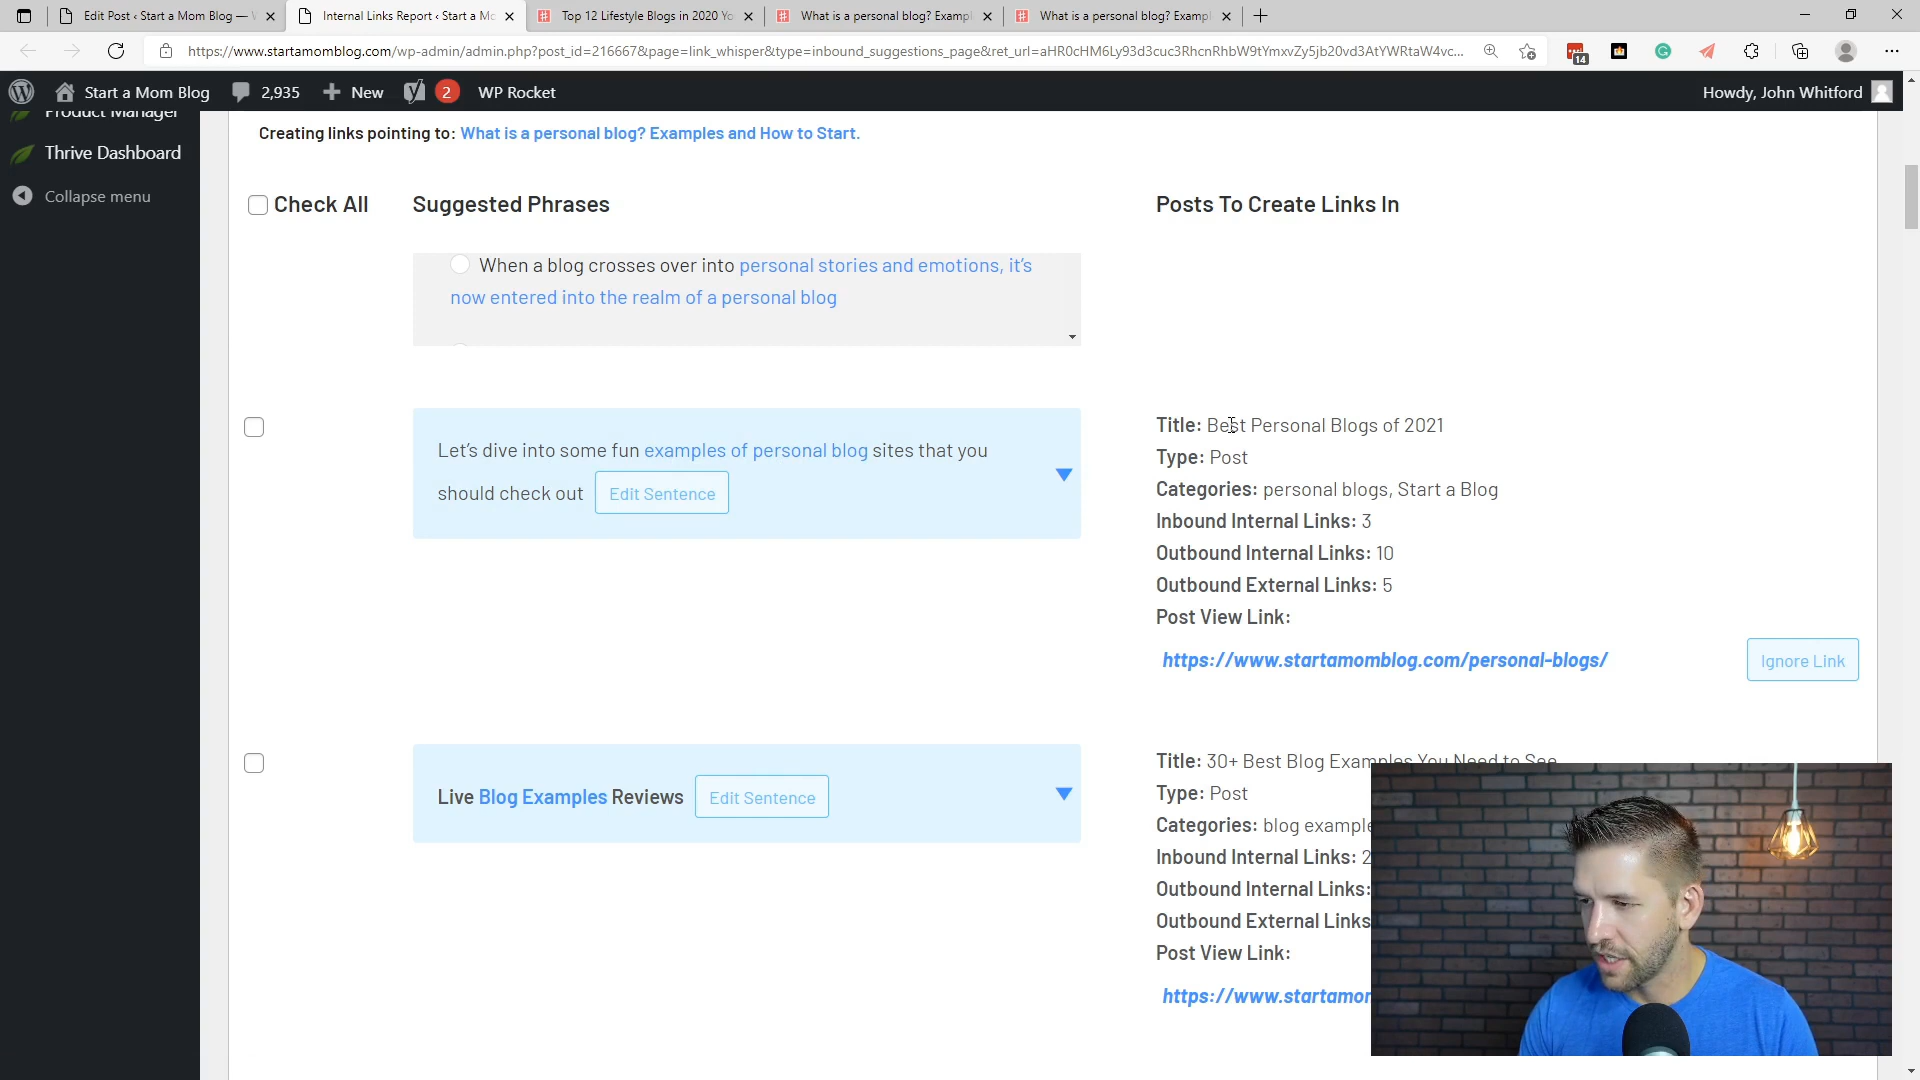 Edit Post ‹ Start a Mom Blog —
Internal Links Report ‹ Start a Mo
Top 12 Lifestyle Blogs in 2020 Yo
What is a personal blog? Exampl
What is a personal blog? Exampl
https://www.startamomblog.com/wp-admin/admin.php?post_id=216667&page=link_whisper&type=inbound_suggestions_page&ret_url=aHR0cHM6Ly93d3cuc3RhcnRhbW9tYmxvZy5jb20vd3AtYWRtaW4vc...
14
Start a Mom Blog 2,935 New 2 WP Rocket
Howdy, John Whitford
Product Manager
Thrive Dashboard
Collapse menu
Creating links pointing to: What is a personal blog? Examples and How to Start.
Check All Suggested Phrases Posts To Create Links In
When a blog crosses over into personal stories and emotions, it's
now entered into the realm of a personal blog
Let's dive into some fun examples of personal blog sites that you
should check out Edit Sentence
Title: Best Personal Blogs of 2021
Type: Post
Categories: personal blogs, Start a Blog
Inbound Internal Links: 3
Outbound Internal Links: 10
Outbound External Links: 5
Post View Link:
https://www.startamomblog.com/personal-blogs/
Ignore Link
Live Blog Examples Reviews Edit Sentence
Title: 30+ Best Blog Examples You Need to See
Type: Post
Categories: blog example
Inbound Internal Links: 2
Outbound Internal Links:
Outbound External Links
Post View Link:
https://www.startamor